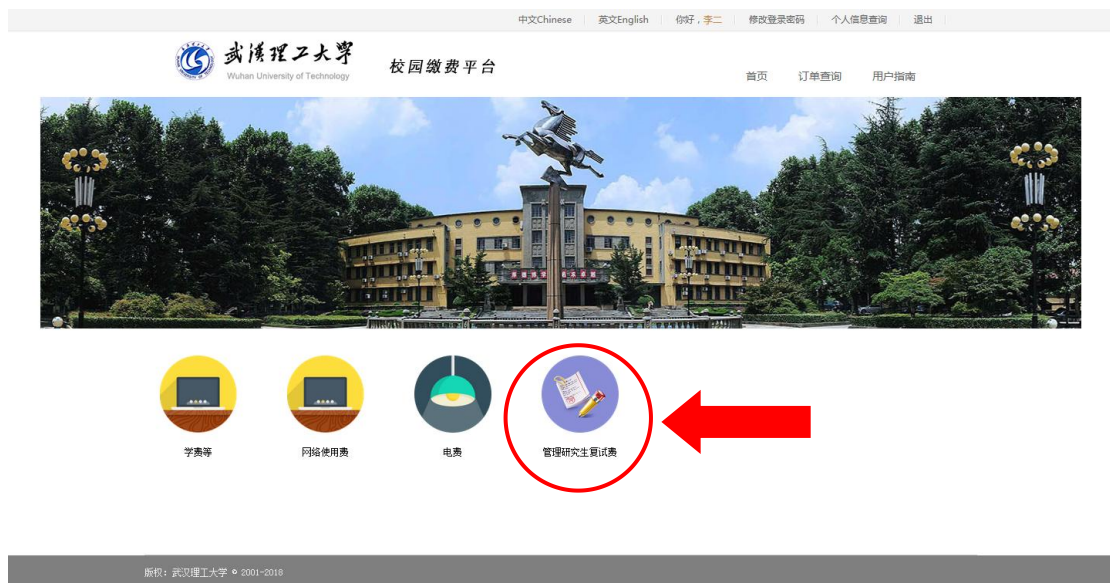 中文Chinese 英文English 你好，李二 修改登录密码 个人信息查询 退出
武汉理工大学
Wuhan University of Technology
校园缴费平台
首页 订单查询 用户指南
学费等 网络使用费 电费 管理研究生复试费
版权：武汉理工大学 © 2001-2016